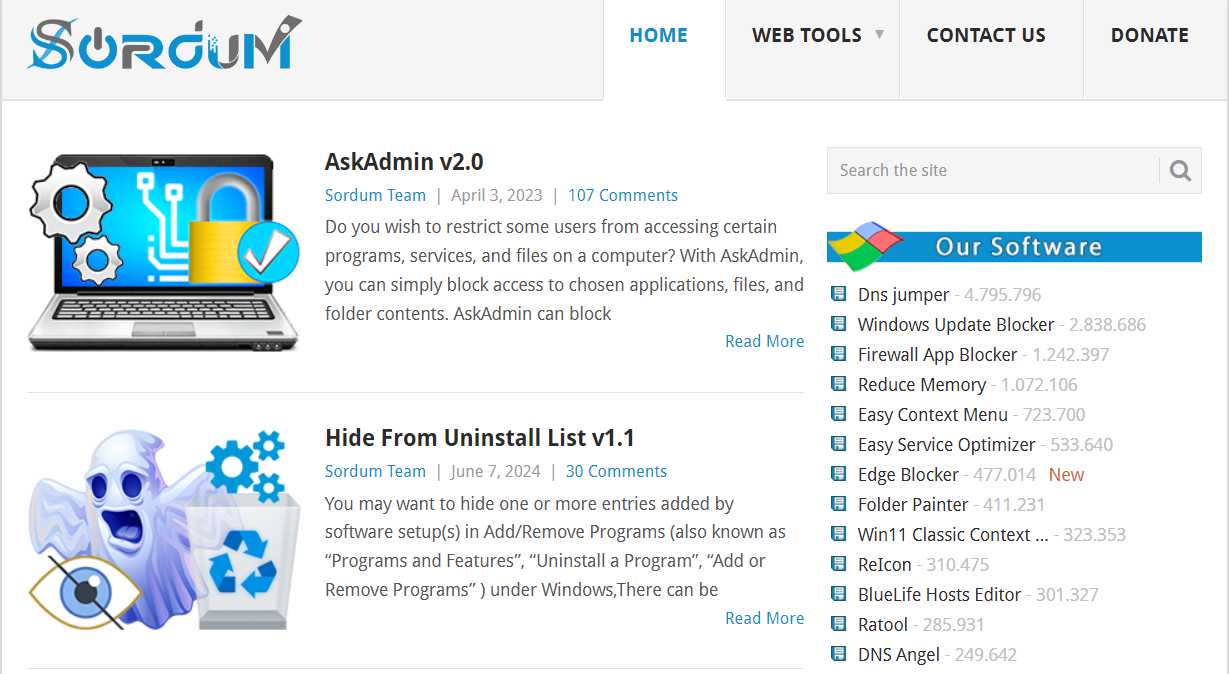 SORDUM
HOME
WEB TOOLS
CONTACT US
DONATE
AskAdmin v2.0
Sordum Team | April 3, 2023 | 107 Comments
Do you wish to restrict some users from accessing certain
programs, services, and files on a computer? With AskAdmin,
you can simply block access to chosen applications, files, and
folder contents. AskAdmin can block
Read More
Hide From Uninstall List v1.1
Sordum Team | June 7, 2024 | 30 Comments
You may want to hide one or more entries added by
software setup(s) in Add/Remove Programs (also known as
“Programs and Features”, “Uninstall a Program”, “Add or
Remove Programs” ) under Windows,There can be
Read More
Search the site
Our Software
Dns jumper - 4.795.796
Windows Update Blocker - 2.838.686
Firewall App Blocker - 1.242.397
Reduce Memory - 1.072.106
Easy Context Menu - 723.700
Easy Service Optimizer - 533.640
Edge Blocker - 477.014 New
Folder Painter - 411.231
Win11 Classic Context ... - 323.353
ReIcon - 310.475
BlueLife Hosts Editor - 301.327
Ratool - 285.931
DNS Angel - 249.642